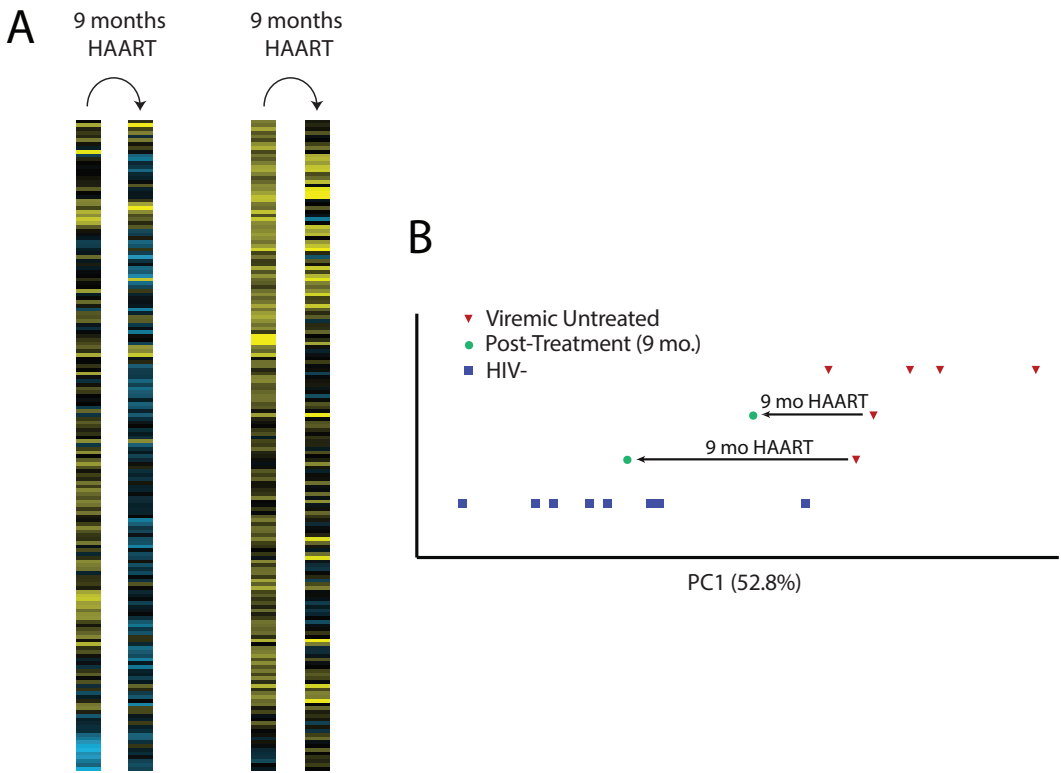 A
9 months
HAART
9 months
HAART
B
Viremic Untreated
Post-Treatment (9 mo.)
HIV-
9 mo HAART
9 mo HAART
PC1 (52.8%)